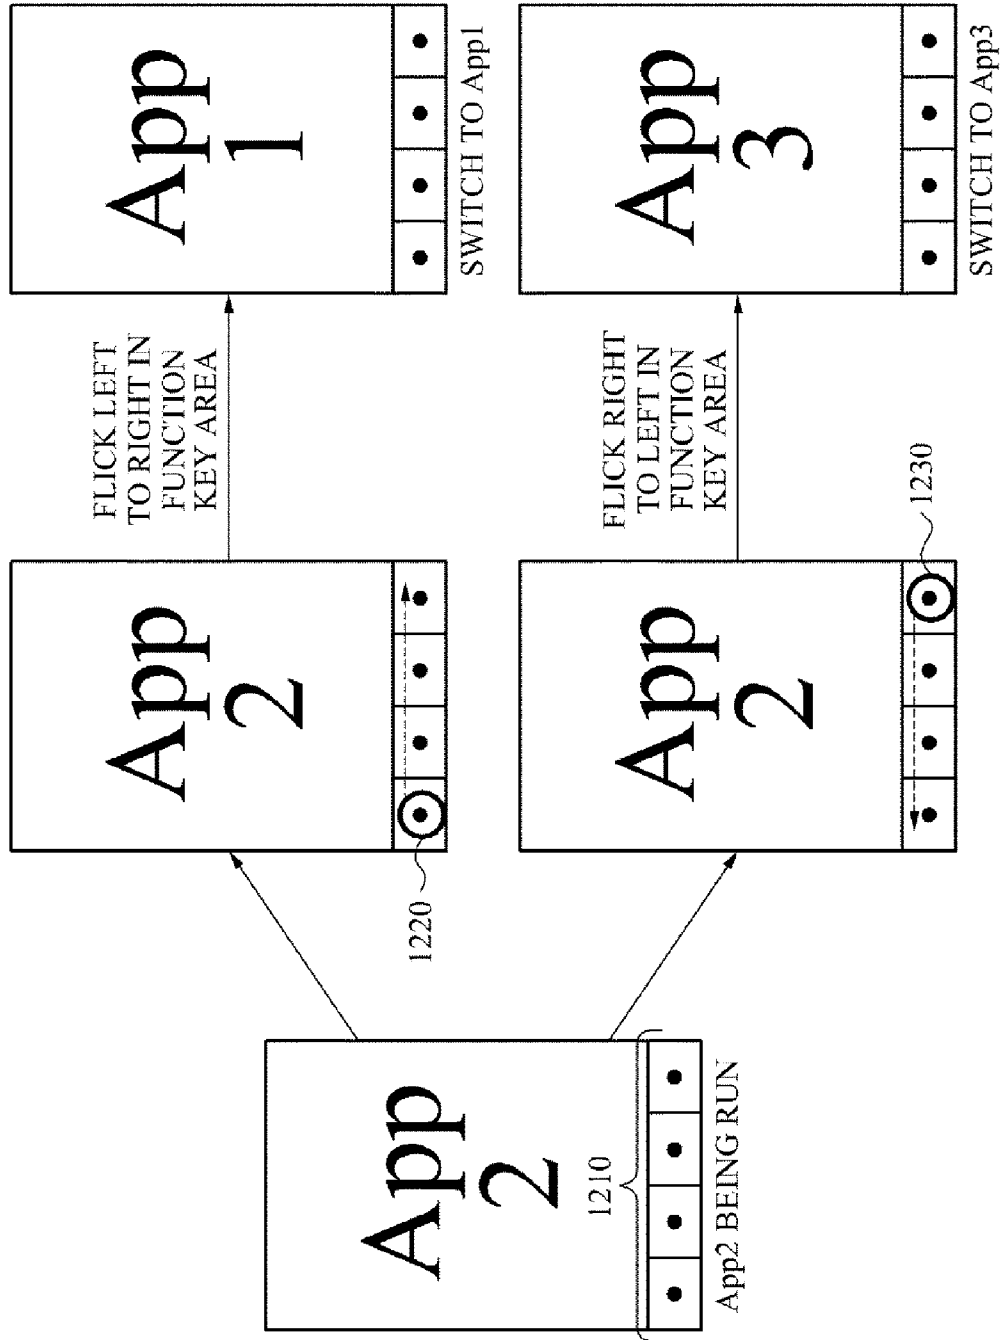 App
2
1210
App2 BEING RUN
App
2
1220
FLICK LEFT
TO RIGHT IN
FUNCTION
KEY AREA
App
1
SWITCH TO App1
App
2
1230
FLICK RIGHT
TO LEFT IN
FUNCTION
KEY AREA
App
3
SWITCH TO App3